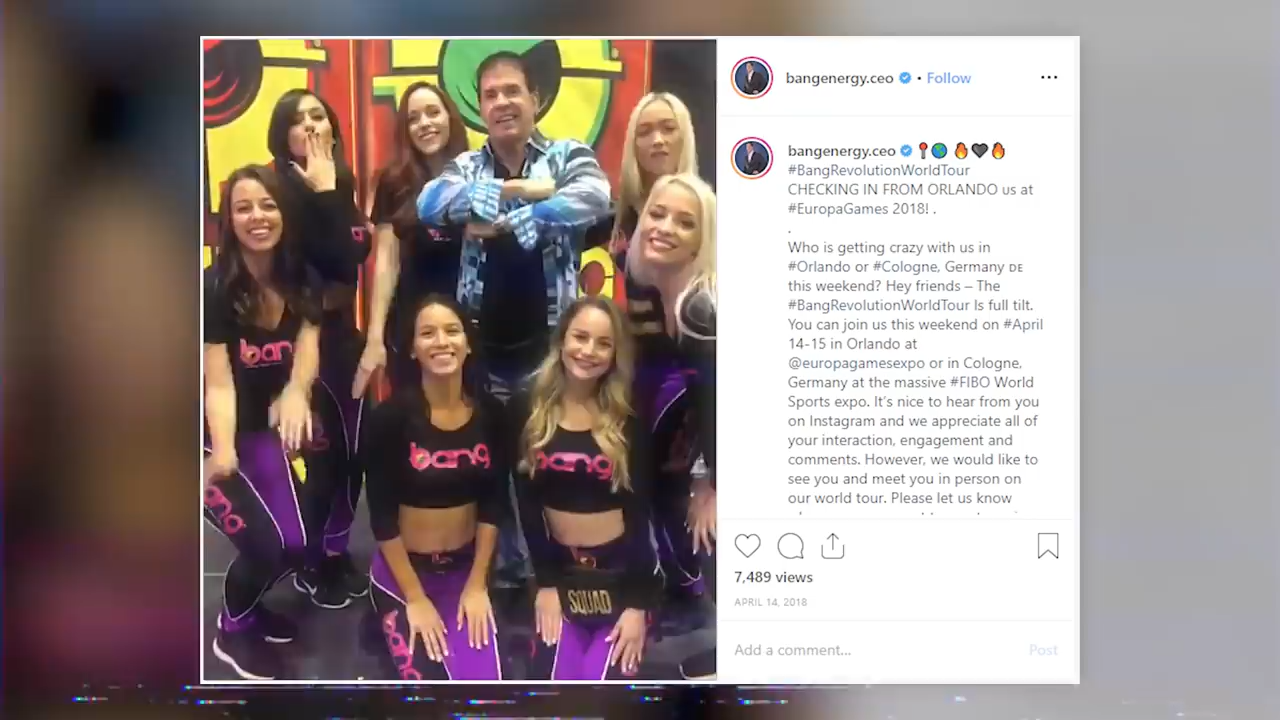 bangenergy.ceo • Follow
bangenergy.ceo
#BangRevolutionWorldTour
CHECKING IN FROM ORLANDO us at
#EuropaGames 2018! .
.
Who is getting crazy with us in
#Orlando or #Cologne, Germany DE
this weekend? Hey friends – The
#BangRevolutionWorldTour Is full tilt.
You can join us this weekend on #April
14-15 in Orlando at
@europagamesexpo or in Cologne,
Germany at the massive #FIBO World
Sports expo. It's nice to hear from you
on Instagram and we appreciate all of
your interaction, engagement and
comments. However, we would like to
see you and meet you in person on
our world tour. Please let us know
7,489 views
APRIL 14, 2018
Add a comment... Post
bang
bang
bang
SQUAD
bang
bang